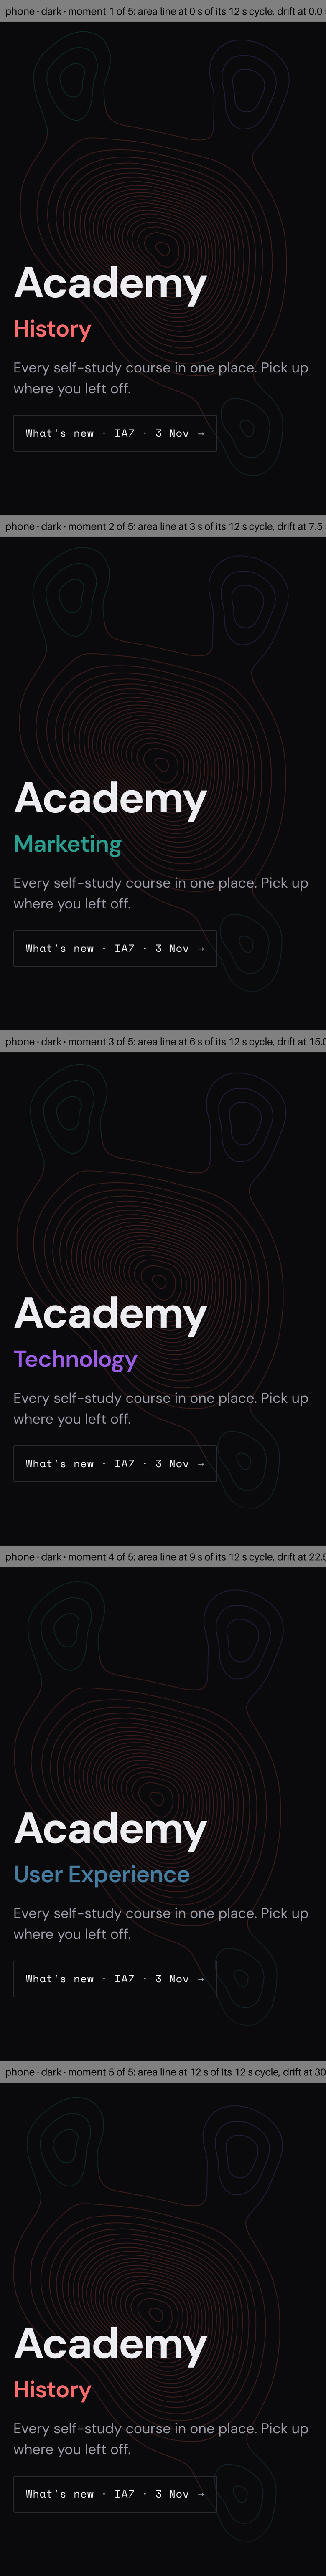 phone · dark · moment 1 of 5: area line at 0 s of its 12 s cycle, drift at 0.0
Academy
History
Every self-study course in one place. Pick up
where you left off.
What's new · IA7 · 3 Nov →
phone · dark · moment 2 of 5: area line at 3 s of its 12 s cycle, drift at 7.5
Academy
Marketing
Every self-study course in one place. Pick up
where you left off.
What's new · IA7 · 3 Nov →
phone · dark · moment 3 of 5: area line at 6 s of its 12 s cycle, drift at 15.0
Academy
Technology
Every self-study course in one place. Pick up
where you left off.
What's new · IA7 · 3 Nov →
phone · dark · moment 4 of 5: area line at 9 s of its 12 s cycle, drift at 22.5
Academy
User Experience
Every self-study course in one place. Pick up
where you left off.
What's new · IA7 · 3 Nov →
phone · dark · moment 5 of 5: area line at 12 s of its 12 s cycle, drift at 30
Academy
History
Every self-study course in one place. Pick up
where you left off.
What's new · IA7 · 3 Nov →